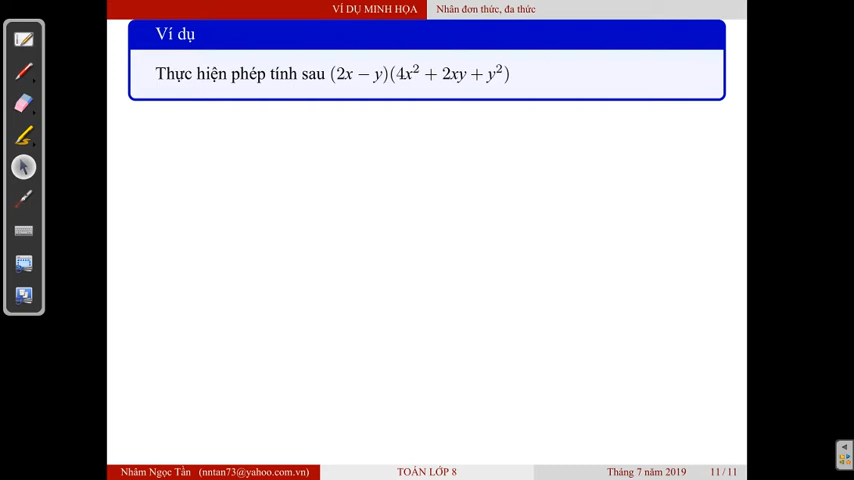 VÍ DỤ MINH HỌA Nhân đơn thức, đa thức
Ví dụ
Thực hiện phép tính sau (2x − y)(4x² + 2xy + y²)
Nhâm Ngọc Tần (nntan73@yahoo.com.vn) TOÁN LỚP 8 Tháng 7 năm 2019 11/11